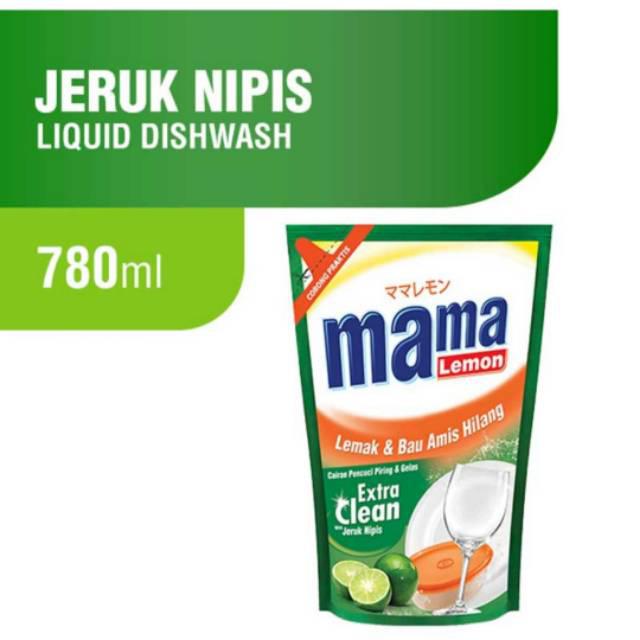 JERUK NIPIS
LIQUID DISHWASH
780ml
CORONG PRAKTIS
ママレモン
mama
Lemon
Lemak & Bau Amis Hilang
Cairan Pencuci Piring & Gelas
Extra
Clean
Jeruk Nipis